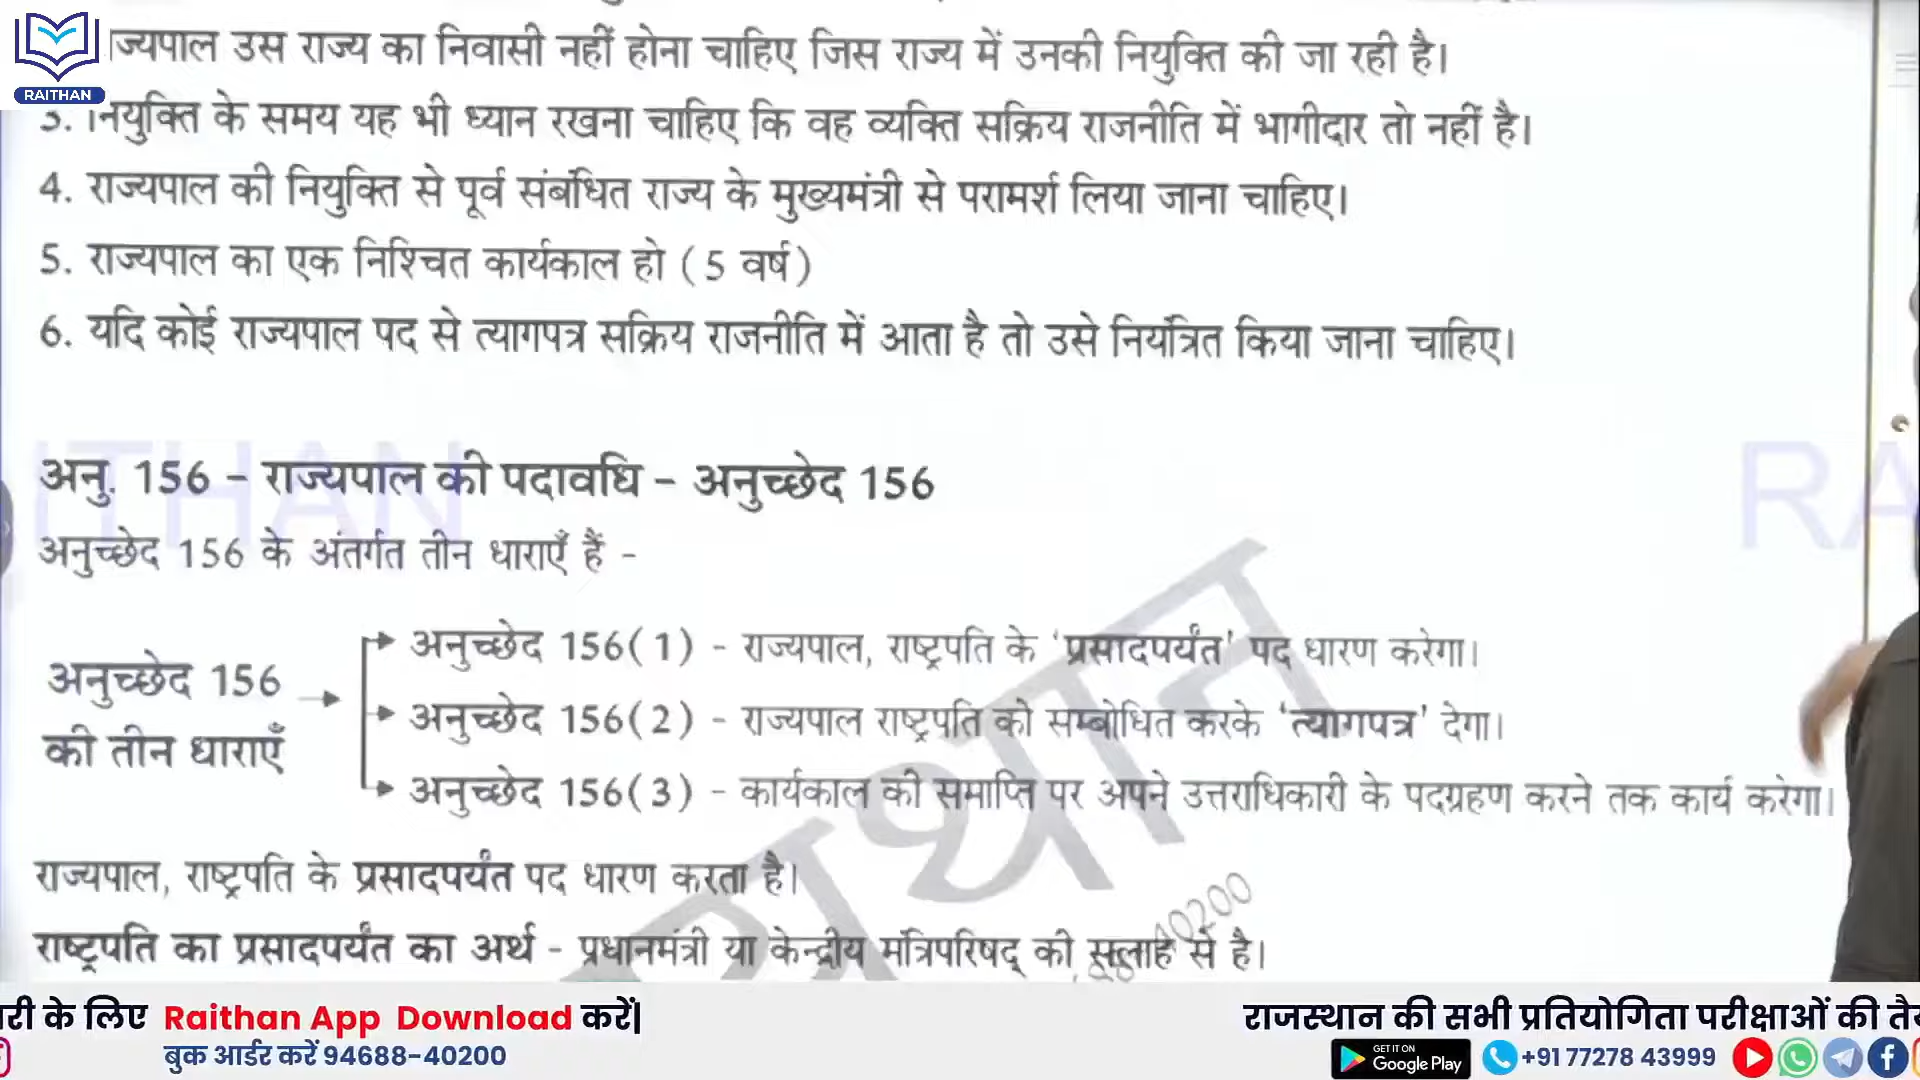 राज्यपाल उस राज्य का निवासी नहीं होना चाहिए जिस राज्य में उनकी नियुक्ति की जा रही है।
RAITHAN
3. नियुक्ति के समय यह भी ध्यान रखना चाहिए कि वह व्यक्ति सक्रिय राजनीति में भागीदार तो नहीं है।
4. राज्यपाल की नियुक्ति से पूर्व संबंधित राज्य के मुख्यमंत्री से परामर्श लिया जाना चाहिए।
5. राज्यपाल का एक निश्चित कार्यकाल हो (5 वर्ष)
6. यदि कोई राज्यपाल पद से त्यागपत्र सक्रिय राजनीति में आता है तो उसे नियंत्रित किया जाना चाहिए।
अनु. 156 – राज्यपाल की पदावधि – अनुच्छेद 156
अनुच्छेद 156 के अंतर्गत तीन धाराएँ हैं -
अनुच्छेद 156 की तीन धाराएँ
अनुच्छेद 156(1) - राज्यपाल, राष्ट्रपति के 'प्रसादपर्यंत' पद धारण करेगा।
अनुच्छेद 156(2) - राज्यपाल राष्ट्रपति को सम्बोधित करके 'त्यागपत्र' देगा।
अनुच्छेद 156(3) - कार्यकाल की समाप्ति पर अपने उत्तराधिकारी के पदग्रहण करने तक कार्य करेगा।
राज्यपाल, राष्ट्रपति के प्रसादपर्यंत पद धारण करता है।
राष्ट्रपति का प्रसादपर्यंत का अर्थ - प्रधानमंत्री या केन्द्रीय मंत्रिपरिषद् की सलाह से है।
री के लिए Raithan App Download करें|
बुक आर्डर करें 94688-40200
राजस्थान की सभी प्रतियोगिता परीक्षाओं की तै
GET IT ON Google Play
+91 77278 43999